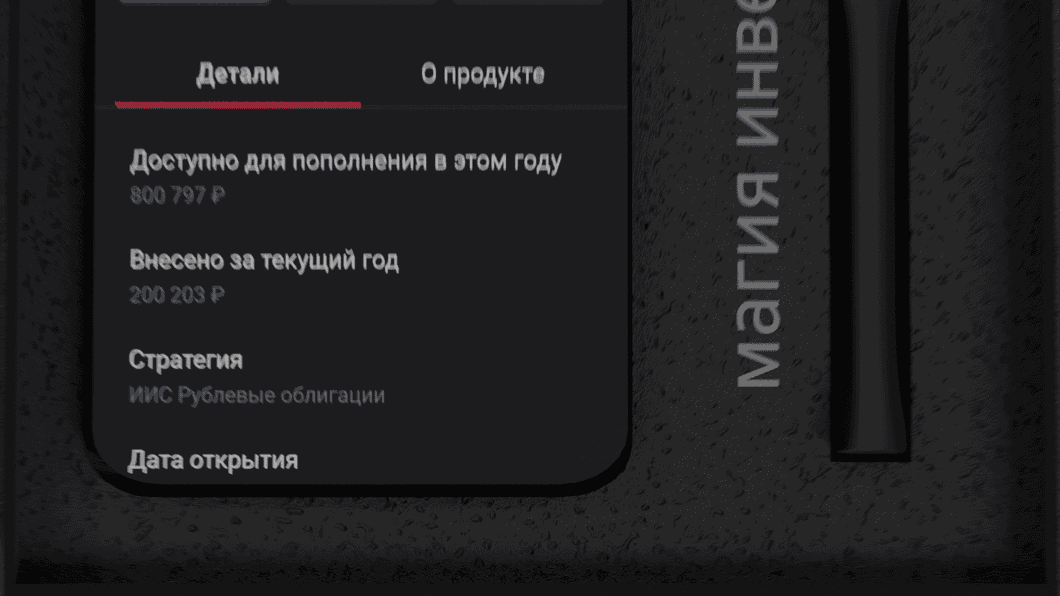 Детали
О продукте
Доступно для пополнения в этом году
800 797 ₽
Внесено за текущий год
200 203 ₽
Стратегия
ИИС Рублевые облигации
Дата открытия
магия